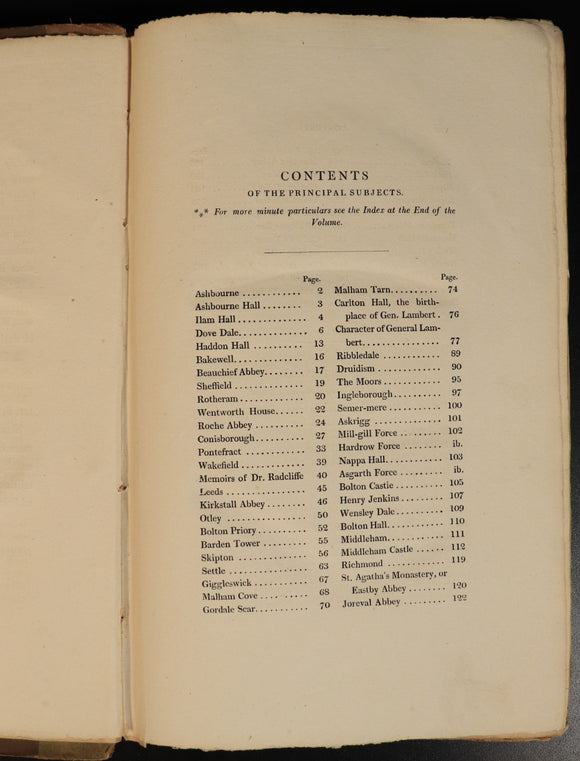 CONTENTS
OF THE PRINCIPAL SUBJECTS.
*⁎* For more minute particulars see the Index at the End of the
Volume.
Page.
Ashbourne ............ 2
Ashbourne Hall ........ 3
Ilam Hall ............. 4
Dove Dale.............. 6
Haddon Hall .......... 13
Bakewell.............. 16
Beauchief Abbey....... 17
Sheffield ............. 19
Rotheram ............. 20
Wentworth House...... 22
Roche Abbey .......... 24
Conisborough.......... 27
Pontefract ............ 33
Wakefield ............. 39
Memoirs of Dr. Radcliffe 40
Leeds ................ 45
Kirkstall Abbey ........ 46
Otley ................ 50
Bolton Priory.......... 52
Barden Tower ......... 55
Skipton .............. 56
Settle ................ 63
Giggleswick ........... 67
Malham Cove .......... 68
Gordale Scar........... 70
Page.
Malham Tarn.......... 74
Carlton Hall, the birth-
place of Gen. Lambert . 76
Character of General Lam-
bert................. 77
Ribbledale ............ 89
Druidism ............. 90
The Moors ............ 95
Ingleborough.......... 97
Semer-mere ........... 100
Askrigg .............. 101
Mill-gill Force ......... 102
Hardrow Force ........ ib.
Nappa Hall............ 103
Asgarth Force ......... ib.
Bolton Castle .......... 105
Henry Jenkins......... 107
Wensley Dale.......... 109
Bolton Hall............ 110
Middleham............ 111
Middleham Castle ...... 112
Richmond ............ 119
St. Agatha's Monastery, or
Eastby Abbey ........ 120
Joreval Abbey ......... 122